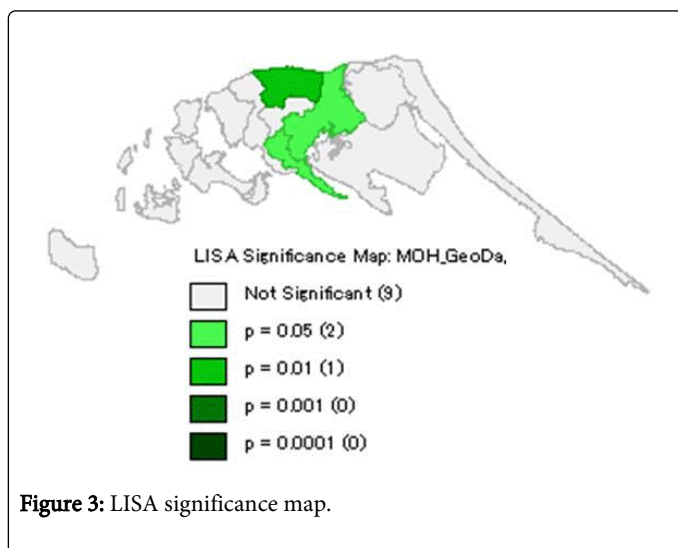 LISA Significance Map: MOH_GeoDa,
Not Significant (9)
p = 0.05 (2)
p = 0.01 (1)
p = 0.001 (0)
p = 0.0001 (0)
Figure 3: LISA significance map.